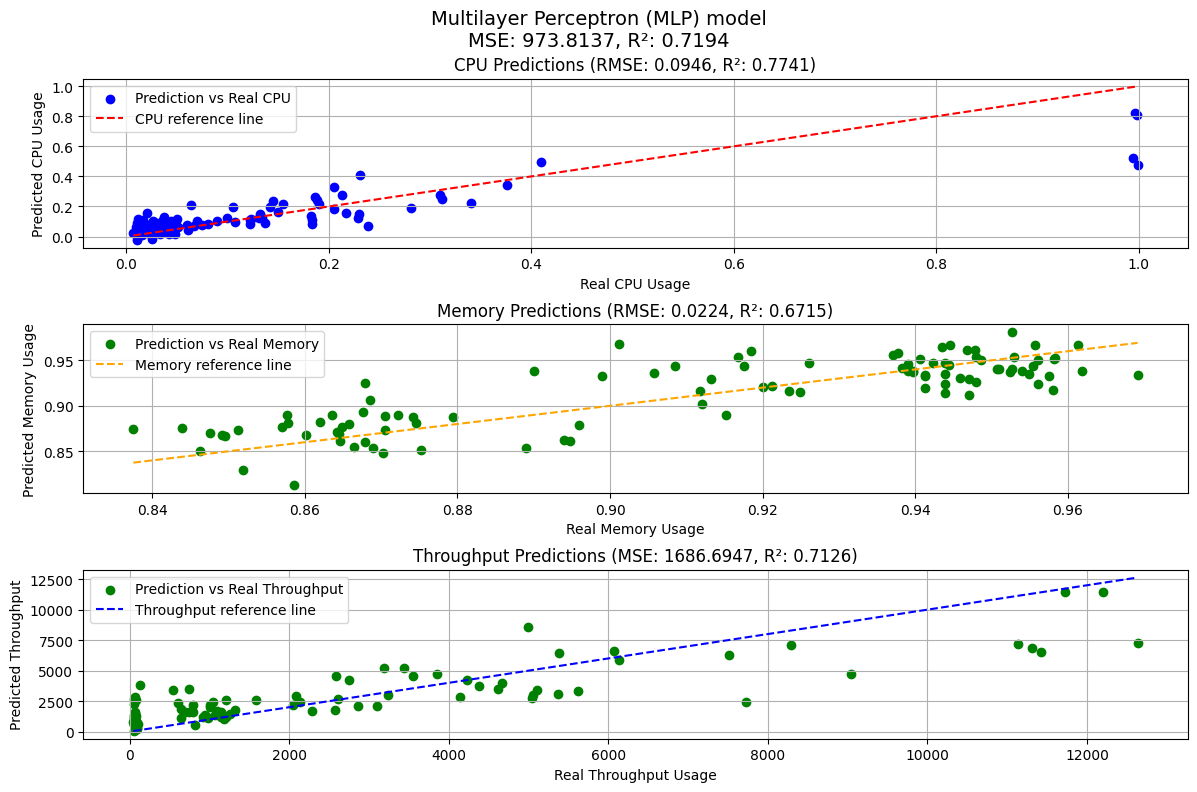 Multilayer Perceptron (MLP) model
MSE: 973.8137, R²: 0.7194
CPU Predictions (RMSE: 0.0946, R²: 0.7741)
Predicted CPU Usage
1.0
0.8
0.6
0.4
0.2
0.0
Prediction vs Real CPU
CPU reference line
0.0 0.2 0.4 0.6 0.8 1.0
Real CPU Usage
Memory Predictions (RMSE: 0.0224, R²: 0.6715)
Predicted Memory Usage
0.95
0.90
0.85
Prediction vs Real Memory
Memory reference line
0.84 0.86 0.88 0.90 0.92 0.94 0.96
Real Memory Usage
Throughput Predictions (MSE: 1686.6947, R²: 0.7126)
Predicted Throughput
12500
10000
7500
5000
2500
0
Prediction vs Real Throughput
Throughput reference line
0 2000 4000 6000 8000 10000 12000
Real Throughput Usage